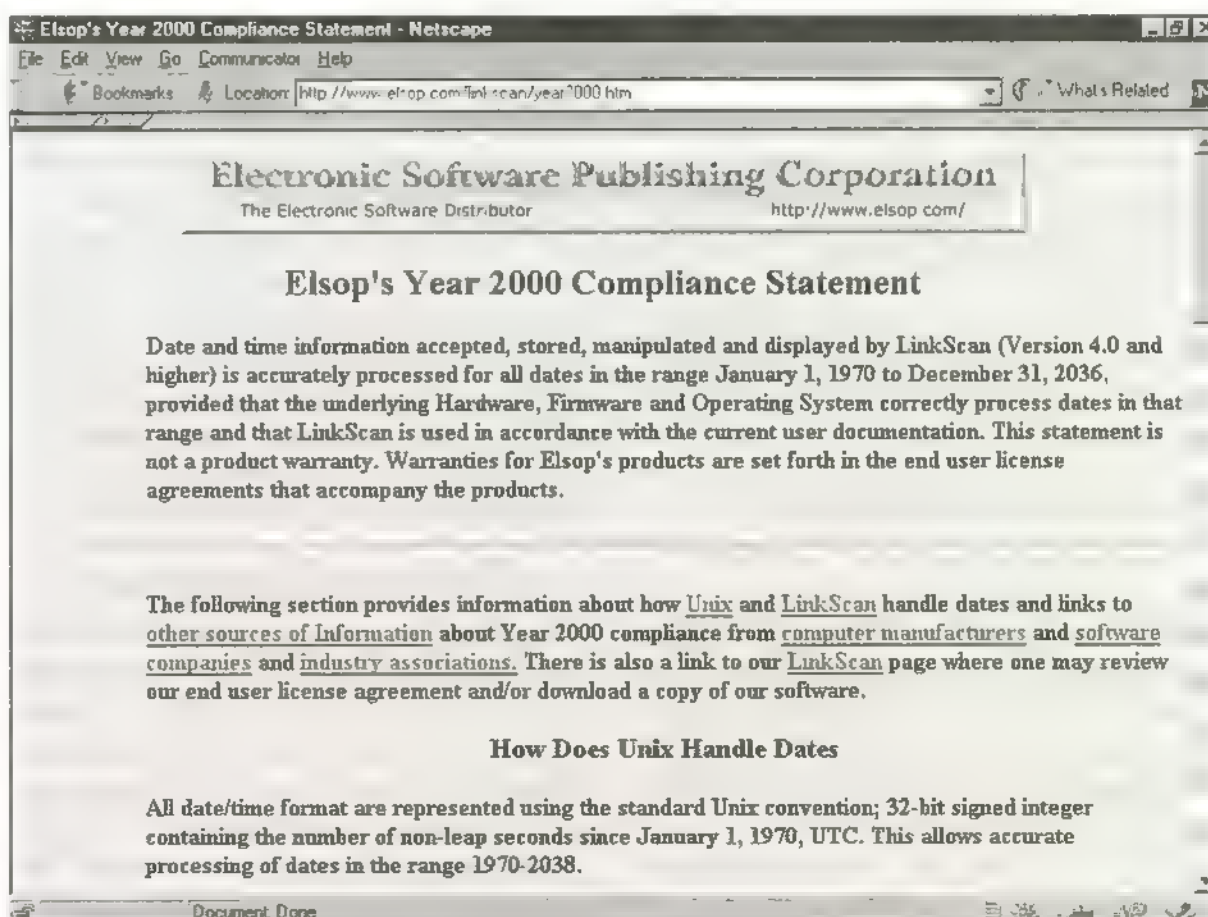 Elsop's Year 2000 Compliance Statement - Netscape
File Edit View Go Communicator Help
Bookmarks Location: http://www.elsop.com/linkscan/year2000.htm What's Related
Electronic Software Publishing Corporation
The Electronic Software Distributor http://www.elsop.com/
Elsop's Year 2000 Compliance Statement
Date and time information accepted, stored, manipulated and displayed by LinkScan (Version 4.0 and
higher) is accurately processed for all dates in the range January 1, 1970 to December 31, 2036,
provided that the underlying Hardware, Firmware and Operating System correctly process dates in that
range and that LinkScan is used in accordance with the current user documentation. This statement is
not a product warranty. Warranties for Elsop's products are set forth in the end user license
agreements that accompany the products.
The following section provides information about how Unix and LinkScan handle dates and links to
other sources of Information about Year 2000 compliance from computer manufacturers and software
companies and industry associations. There is also a link to our LinkScan page where one may review
our end user license agreement and/or download a copy of our software.
How Does Unix Handle Dates
All date/time format are represented using the standard Unix convention; 32-bit signed integer
containing the number of non-leap seconds since January 1, 1970, UTC. This allows accurate
processing of dates in the range 1970-2038.
Document Done